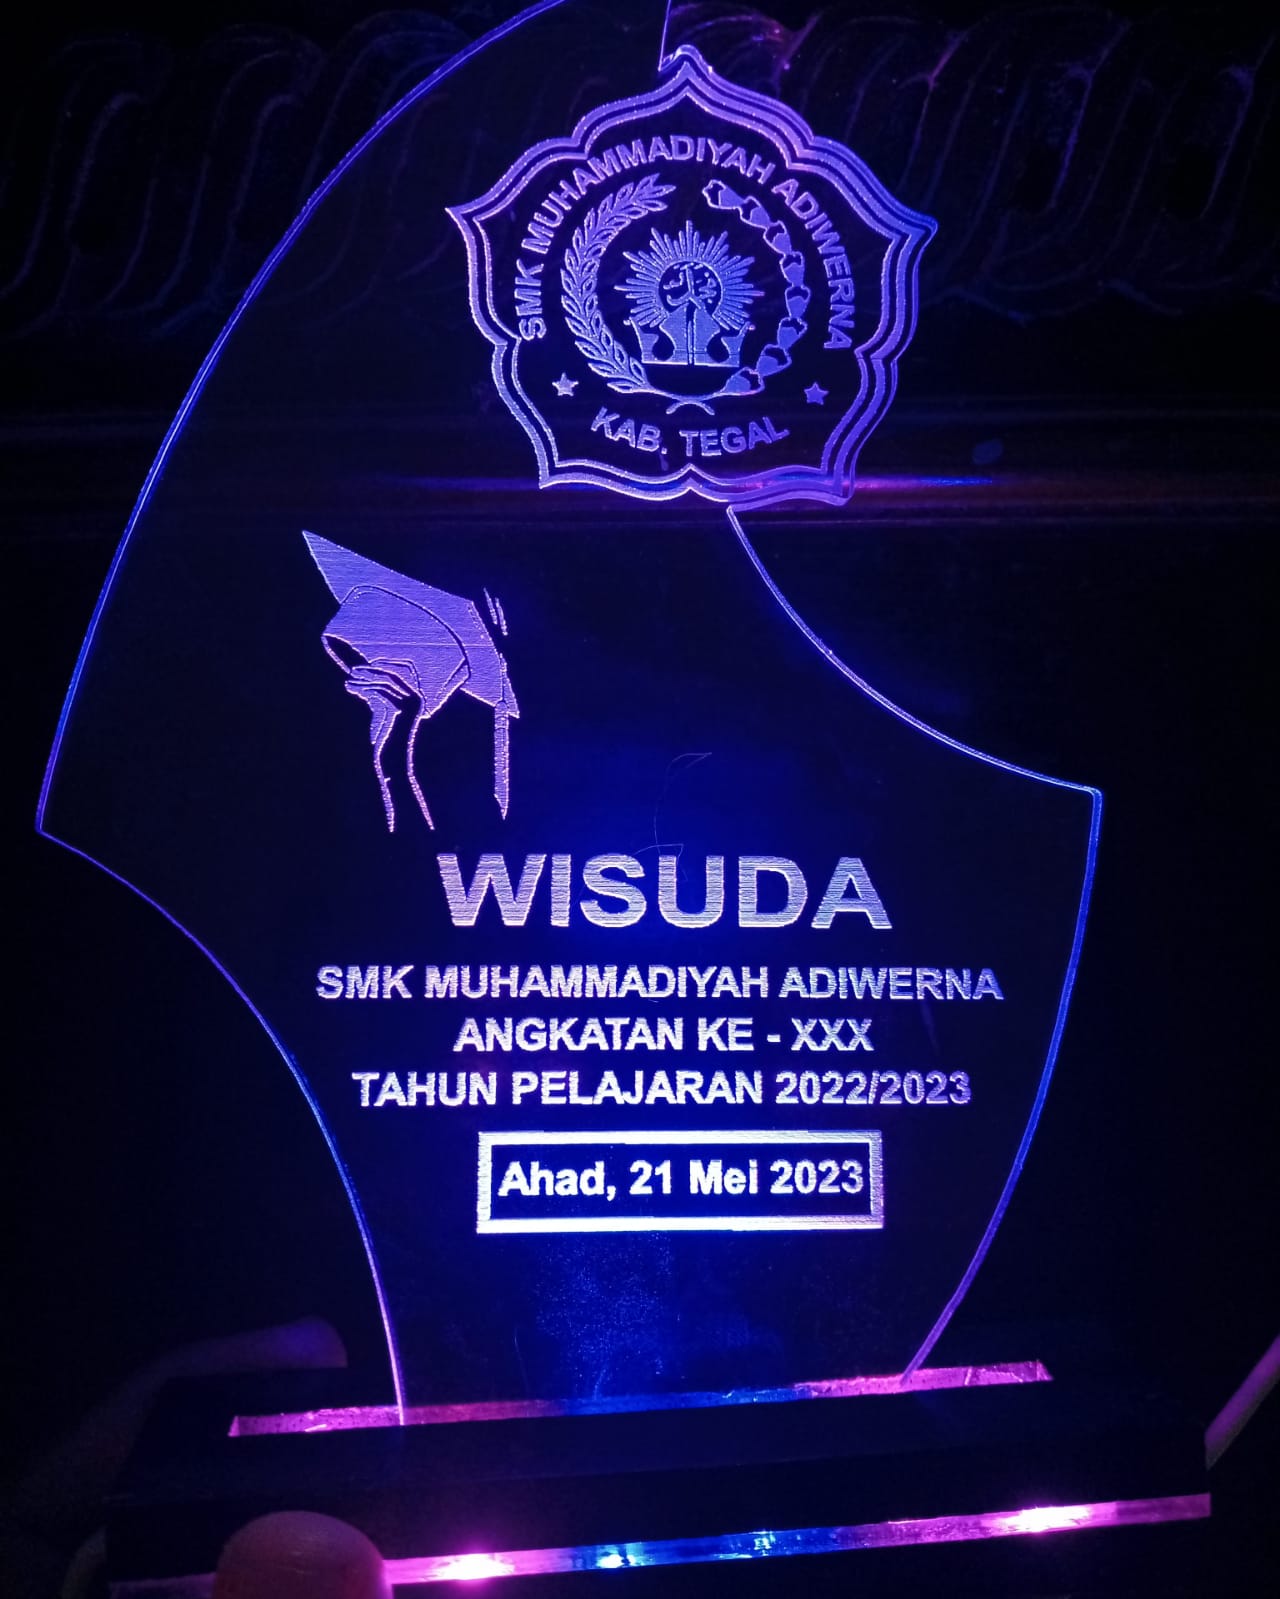 SMK MUHAMMADIYAH ADIWERNA
KAB. TEGAL
WISUDA
SMK MUHAMMADIYAH ADIWERNA
ANGKATAN KE - XXX
TAHUN PELAJARAN 2022/2023
Ahad, 21 Mei 2023